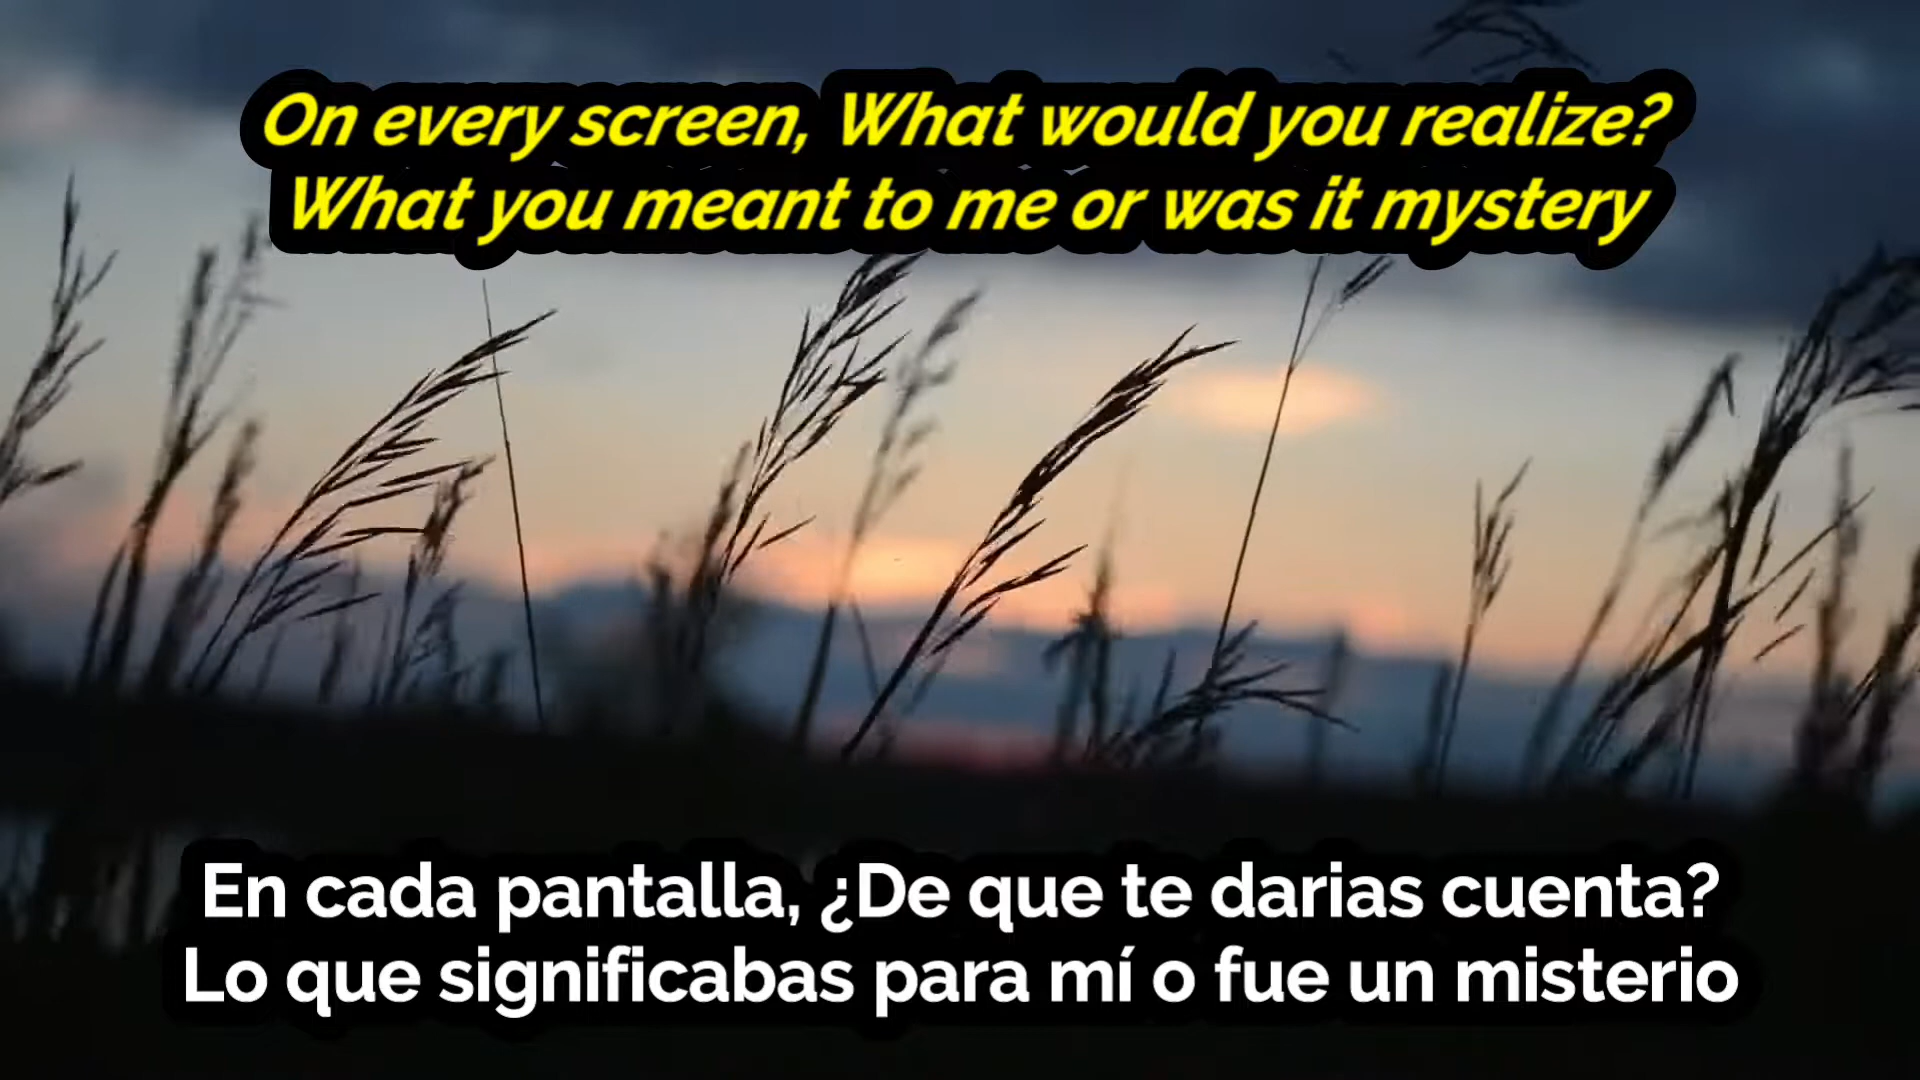 On every screen, What would you realize?
What you meant to me or was it mystery
En cada pantalla, ¿De que te darias cuenta?
Lo que significabas para mí o fue un misterio